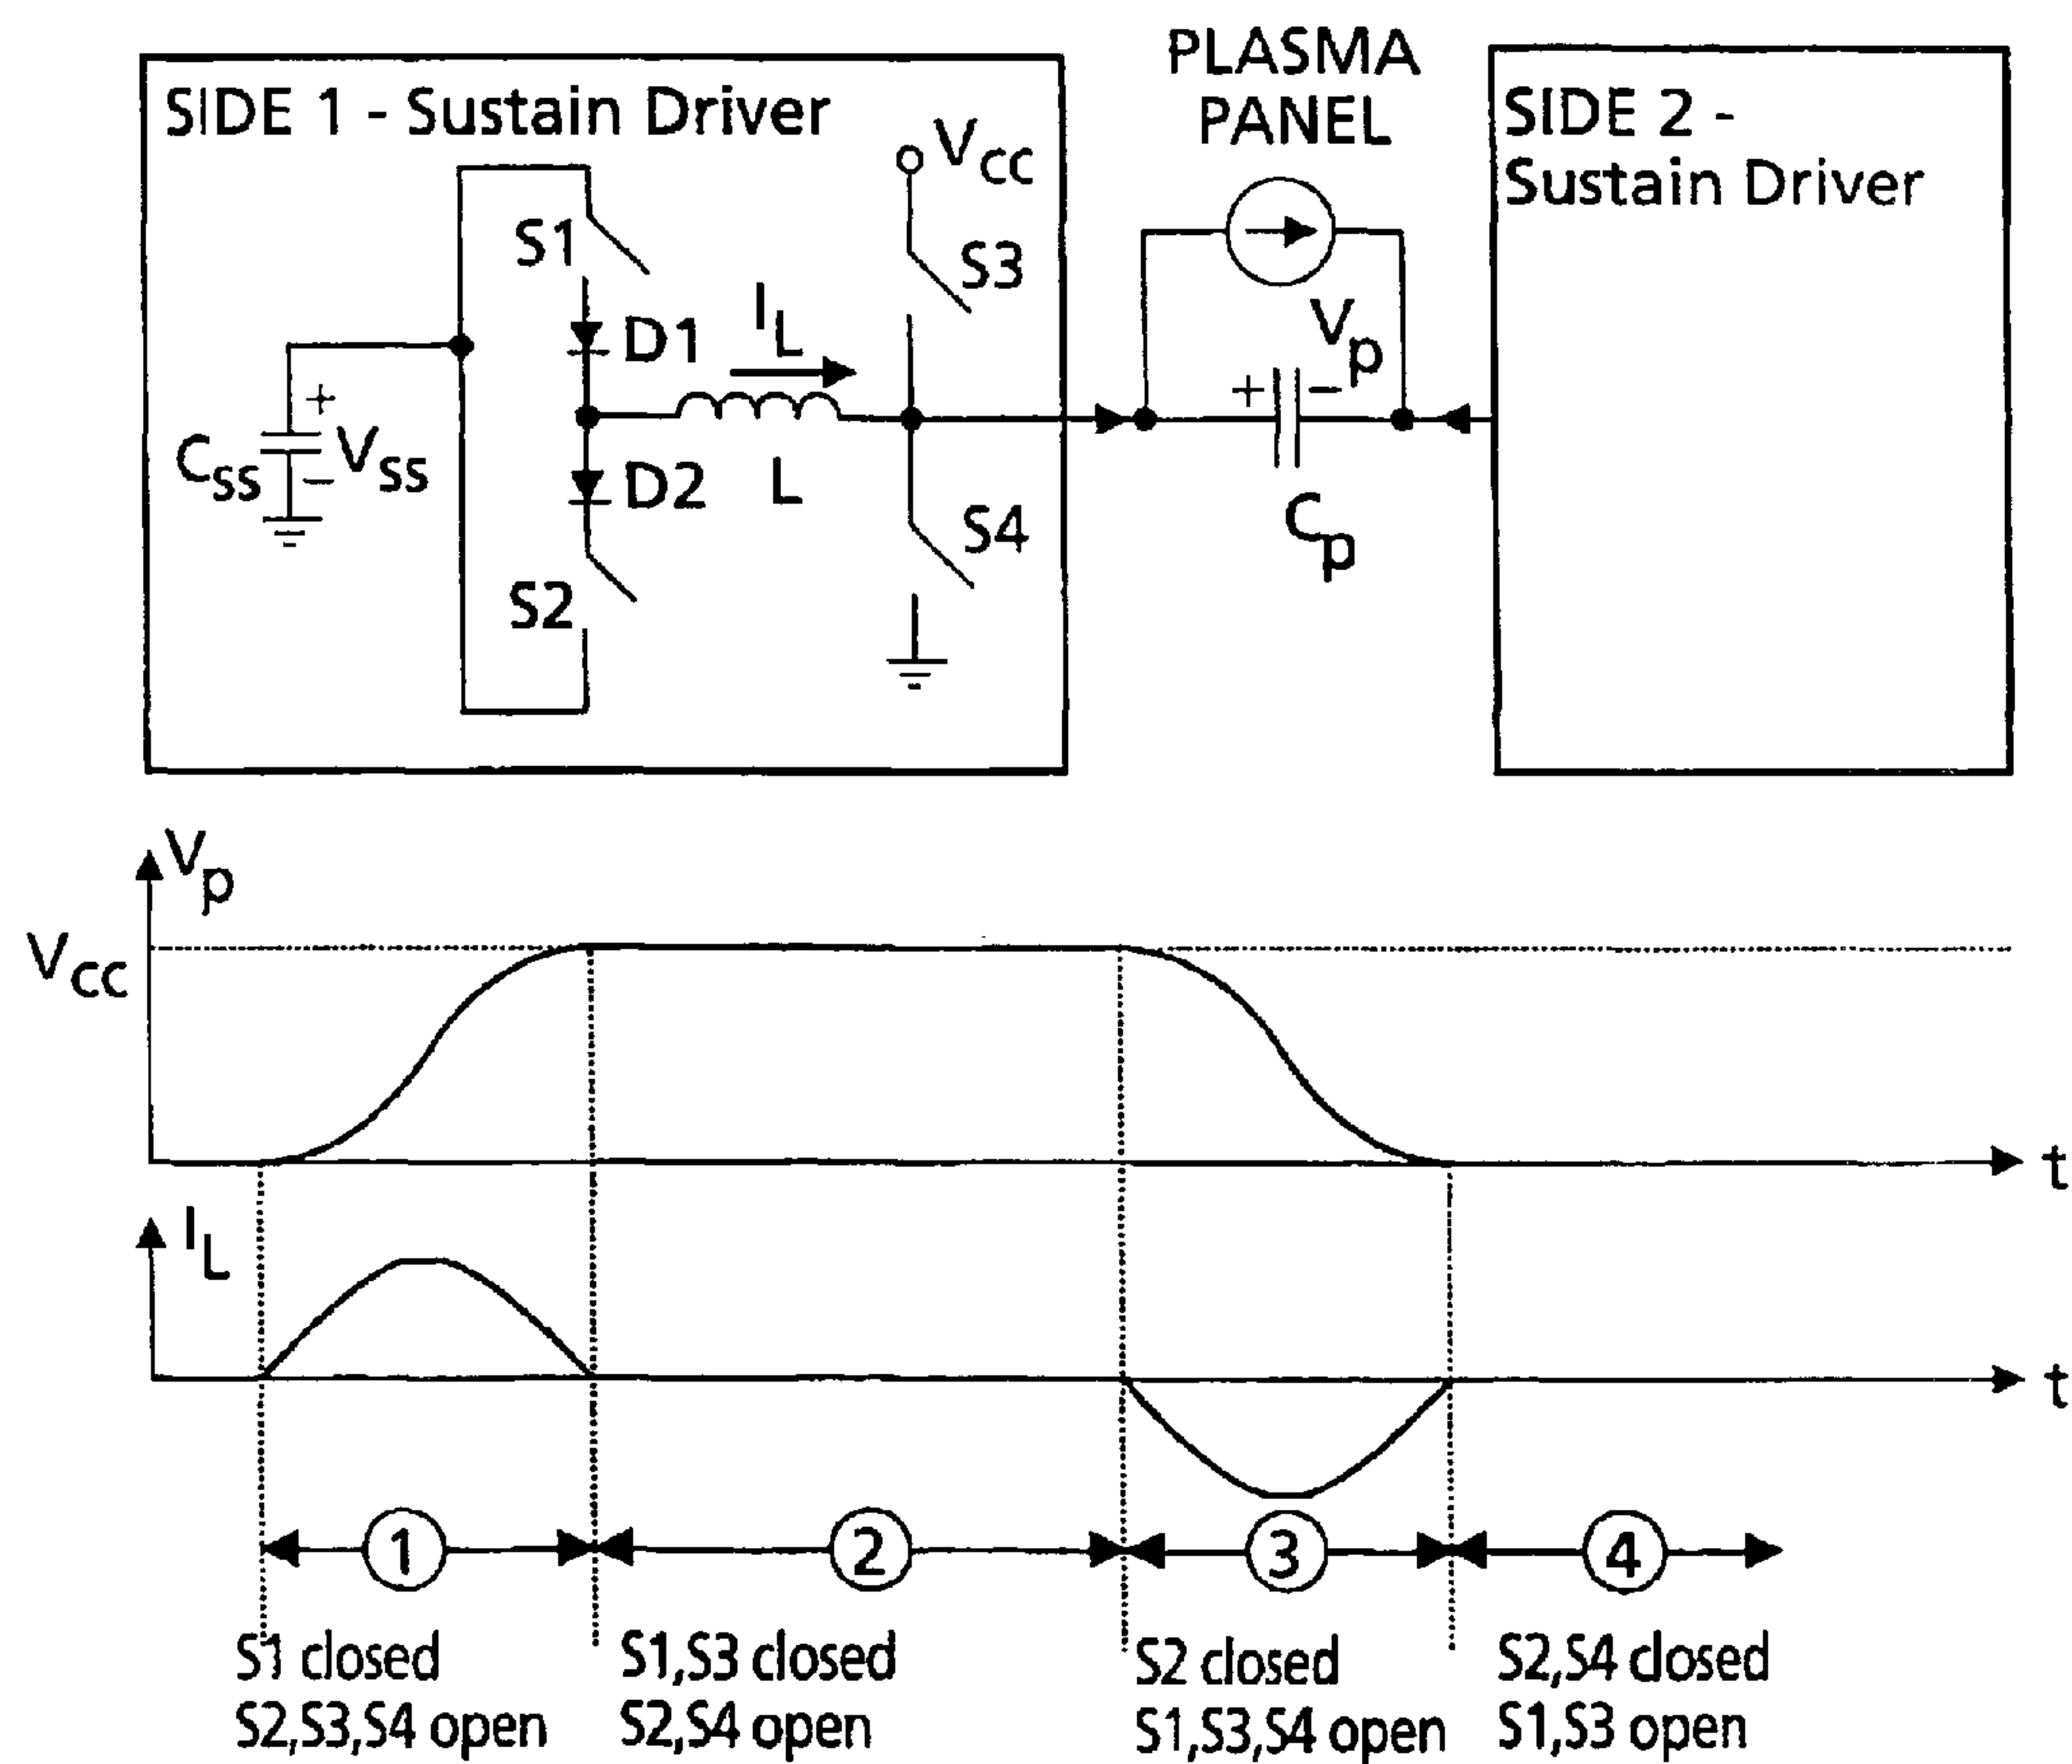 PLASMA
PANEL
SIDE 1 - Sustain Driver
SIDE 2 -
Sustain Driver
VCC
S1
S3
IL
D1
Vp
+
+ −
CSS
VSS
−
D2
L
S4
Cp
S2
Vp
VCC
t
IL
t
1
2
3
4
S1 closed
S2,S3,S4 open
S1,S3 closed
S2,S4 open
S2 closed
S1,S3,S4 open
S2,S4 closed
S1,S3 open